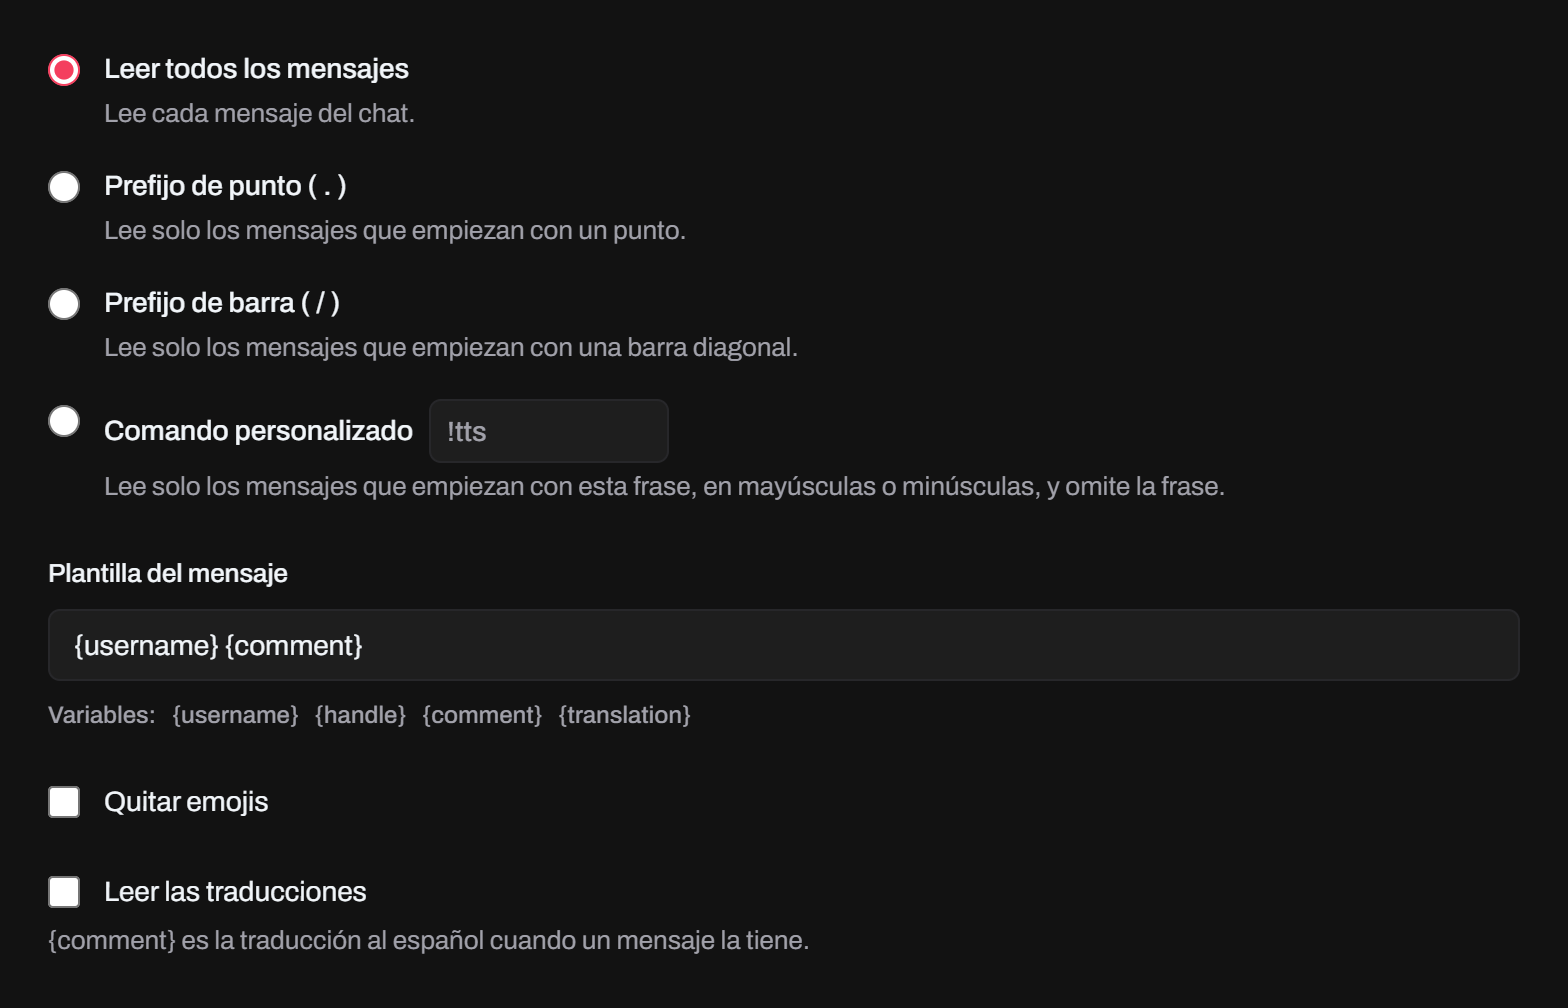 Leer todos los mensajes
Lee cada mensaje del chat.
Prefijo de punto ( . )
Lee solo los mensajes que empiezan con un punto.
Prefijo de barra ( / )
Lee solo los mensajes que empiezan con una barra diagonal.
Comando personalizado !tts
Lee solo los mensajes que empiezan con esta frase, en mayúsculas o minúsculas, y omite la frase.
Plantilla del mensaje
{username} {comment}
Variables: {username} {handle} {comment} {translation}
Quitar emojis
Leer las traducciones
{comment} es la traducción al español cuando un mensaje la tiene.